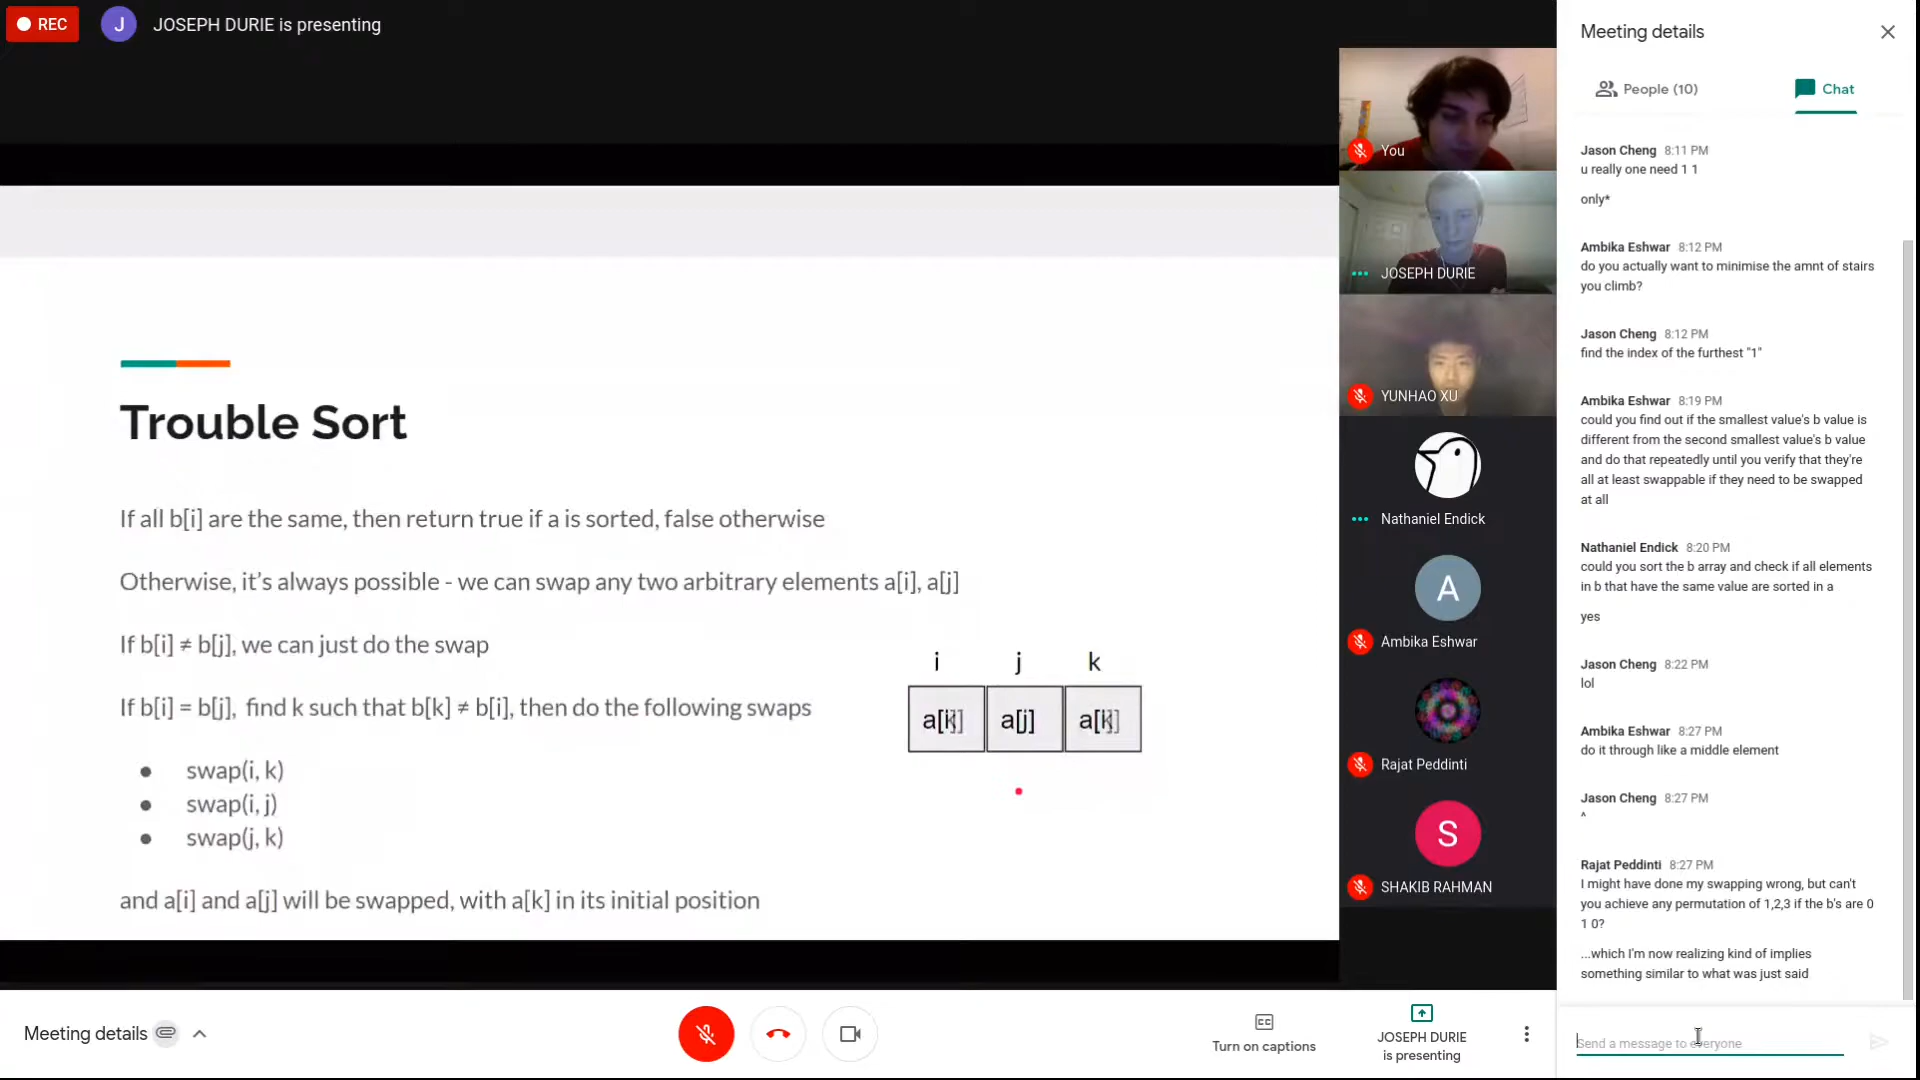 REC
J
JOSEPH DURIE is presenting
Trouble Sort
If all b[i] are the same, then return true if a is sorted, false otherwise
Otherwise, it’s always possible - we can swap any two arbitrary elements a[i], a[j]
If b[i] ≠ b[j], we can just do the swap
If b[i] = b[j], find k such that b[k] ≠ b[i], then do the following swaps
● swap(i, k)
● swap(i, j)
● swap(j, k)
and a[i] and a[j] will be swapped, with a[k] in its initial position
i j k
a[j]
You
JOSEPH DURIE
YUNHAO XU
Nathaniel Endick
A
Ambika Eshwar
Rajat Peddinti
S
SHAKIB RAHMAN
Meeting details
People (10)
Chat
Jason Cheng 8:11 PM
u really one need 1 1
only*
Ambika Eshwar 8:12 PM
do you actually want to minimise the amnt of stairs
you climb?
Jason Cheng 8:12 PM
find the index of the furthest "1"
Ambika Eshwar 8:19 PM
could you find out if the smallest value's b value is
different from the second smallest value's b value
and do that repeatedly until you verify that they're
all at least swappable if they need to be swapped
at all
Nathaniel Endick 8:20 PM
could you sort the b array and check if all elements
in b that have the same value are sorted in a
yes
Jason Cheng 8:22 PM
lol
Ambika Eshwar 8:27 PM
do it through like a middle element
Jason Cheng 8:27 PM
^
Rajat Peddinti 8:27 PM
I might have done my swapping wrong, but can't
you achieve any permutation of 1,2,3 if the b's are 0
1 0?
...which I'm now realizing kind of implies
something similar to what was just said
Send a message to everyone
Meeting details
CC
Turn on captions
JOSEPH DURIE
is presenting